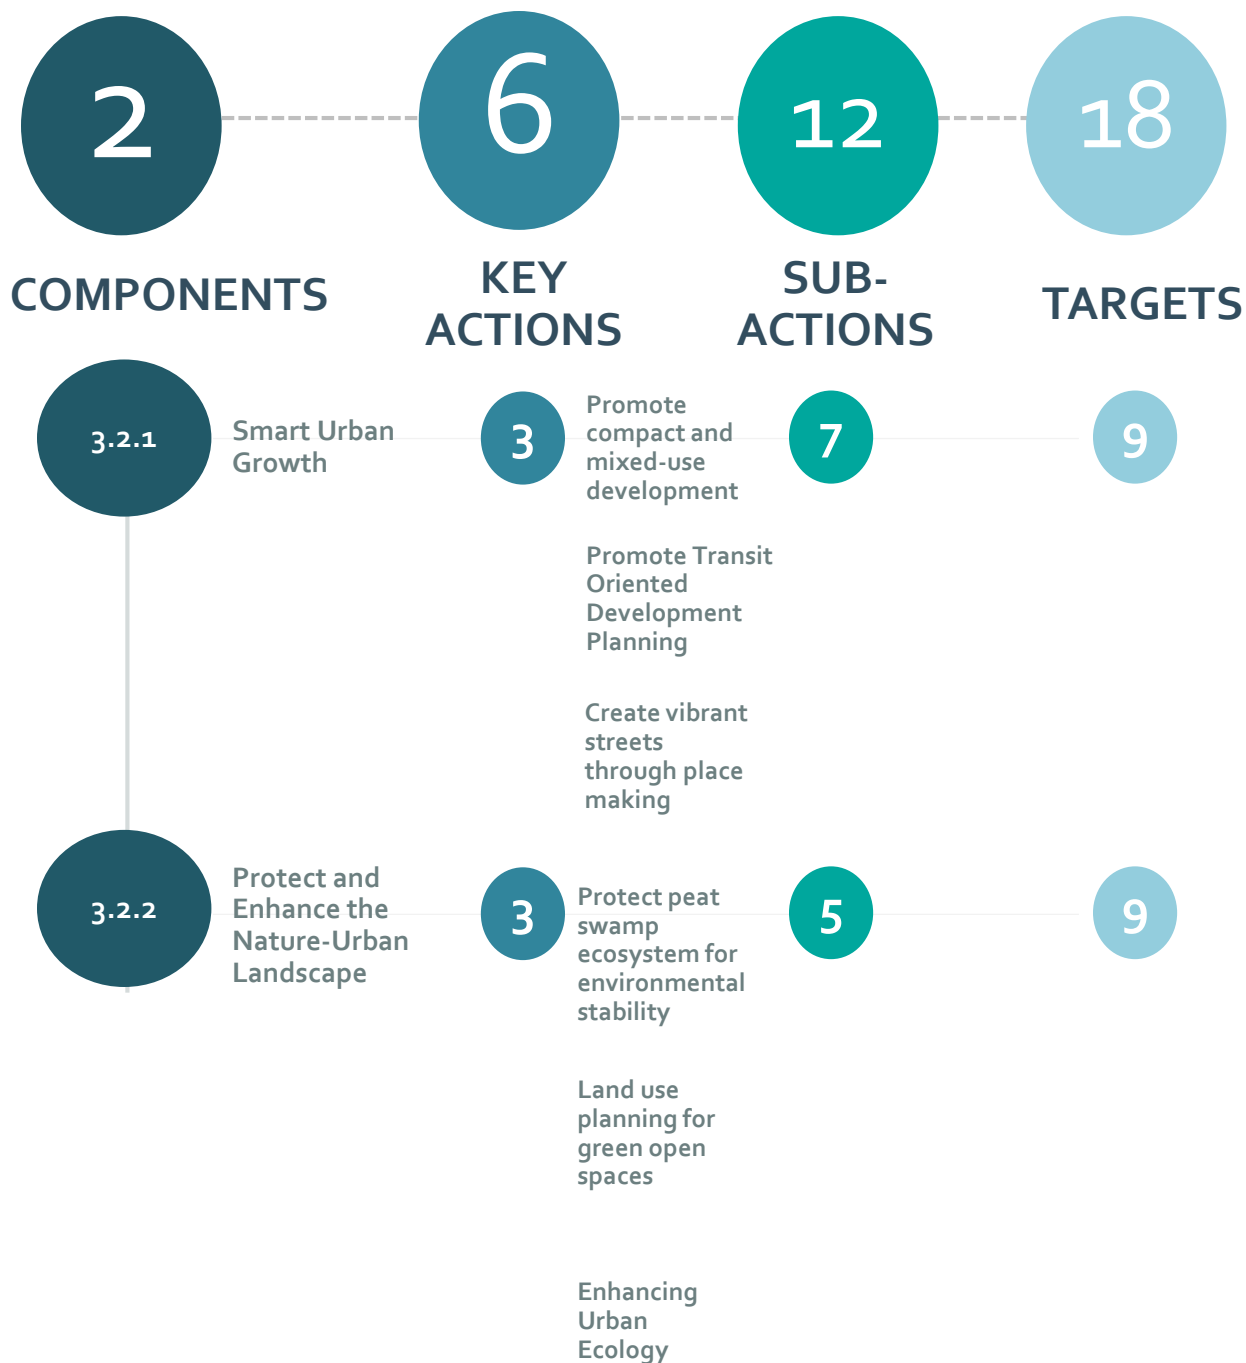 2
6
12
18
COMPONENTS
KEY
ACTIONS
SUB-
ACTIONS
TARGETS
3.2.1
Smart Urban
Growth
3
Promote
compact and
mixed-use
development
7
9
Promote Transit
Oriented
Development
Planning
Create vibrant
streets
through place
making
3.2.2
Protect and
Enhance the
Nature-Urban
Landscape
3
Protect peat
swamp
ecosystem for
environmental
stability
5
9
Land use
planning for
green open
spaces
Enhancing
Urban
Ecology